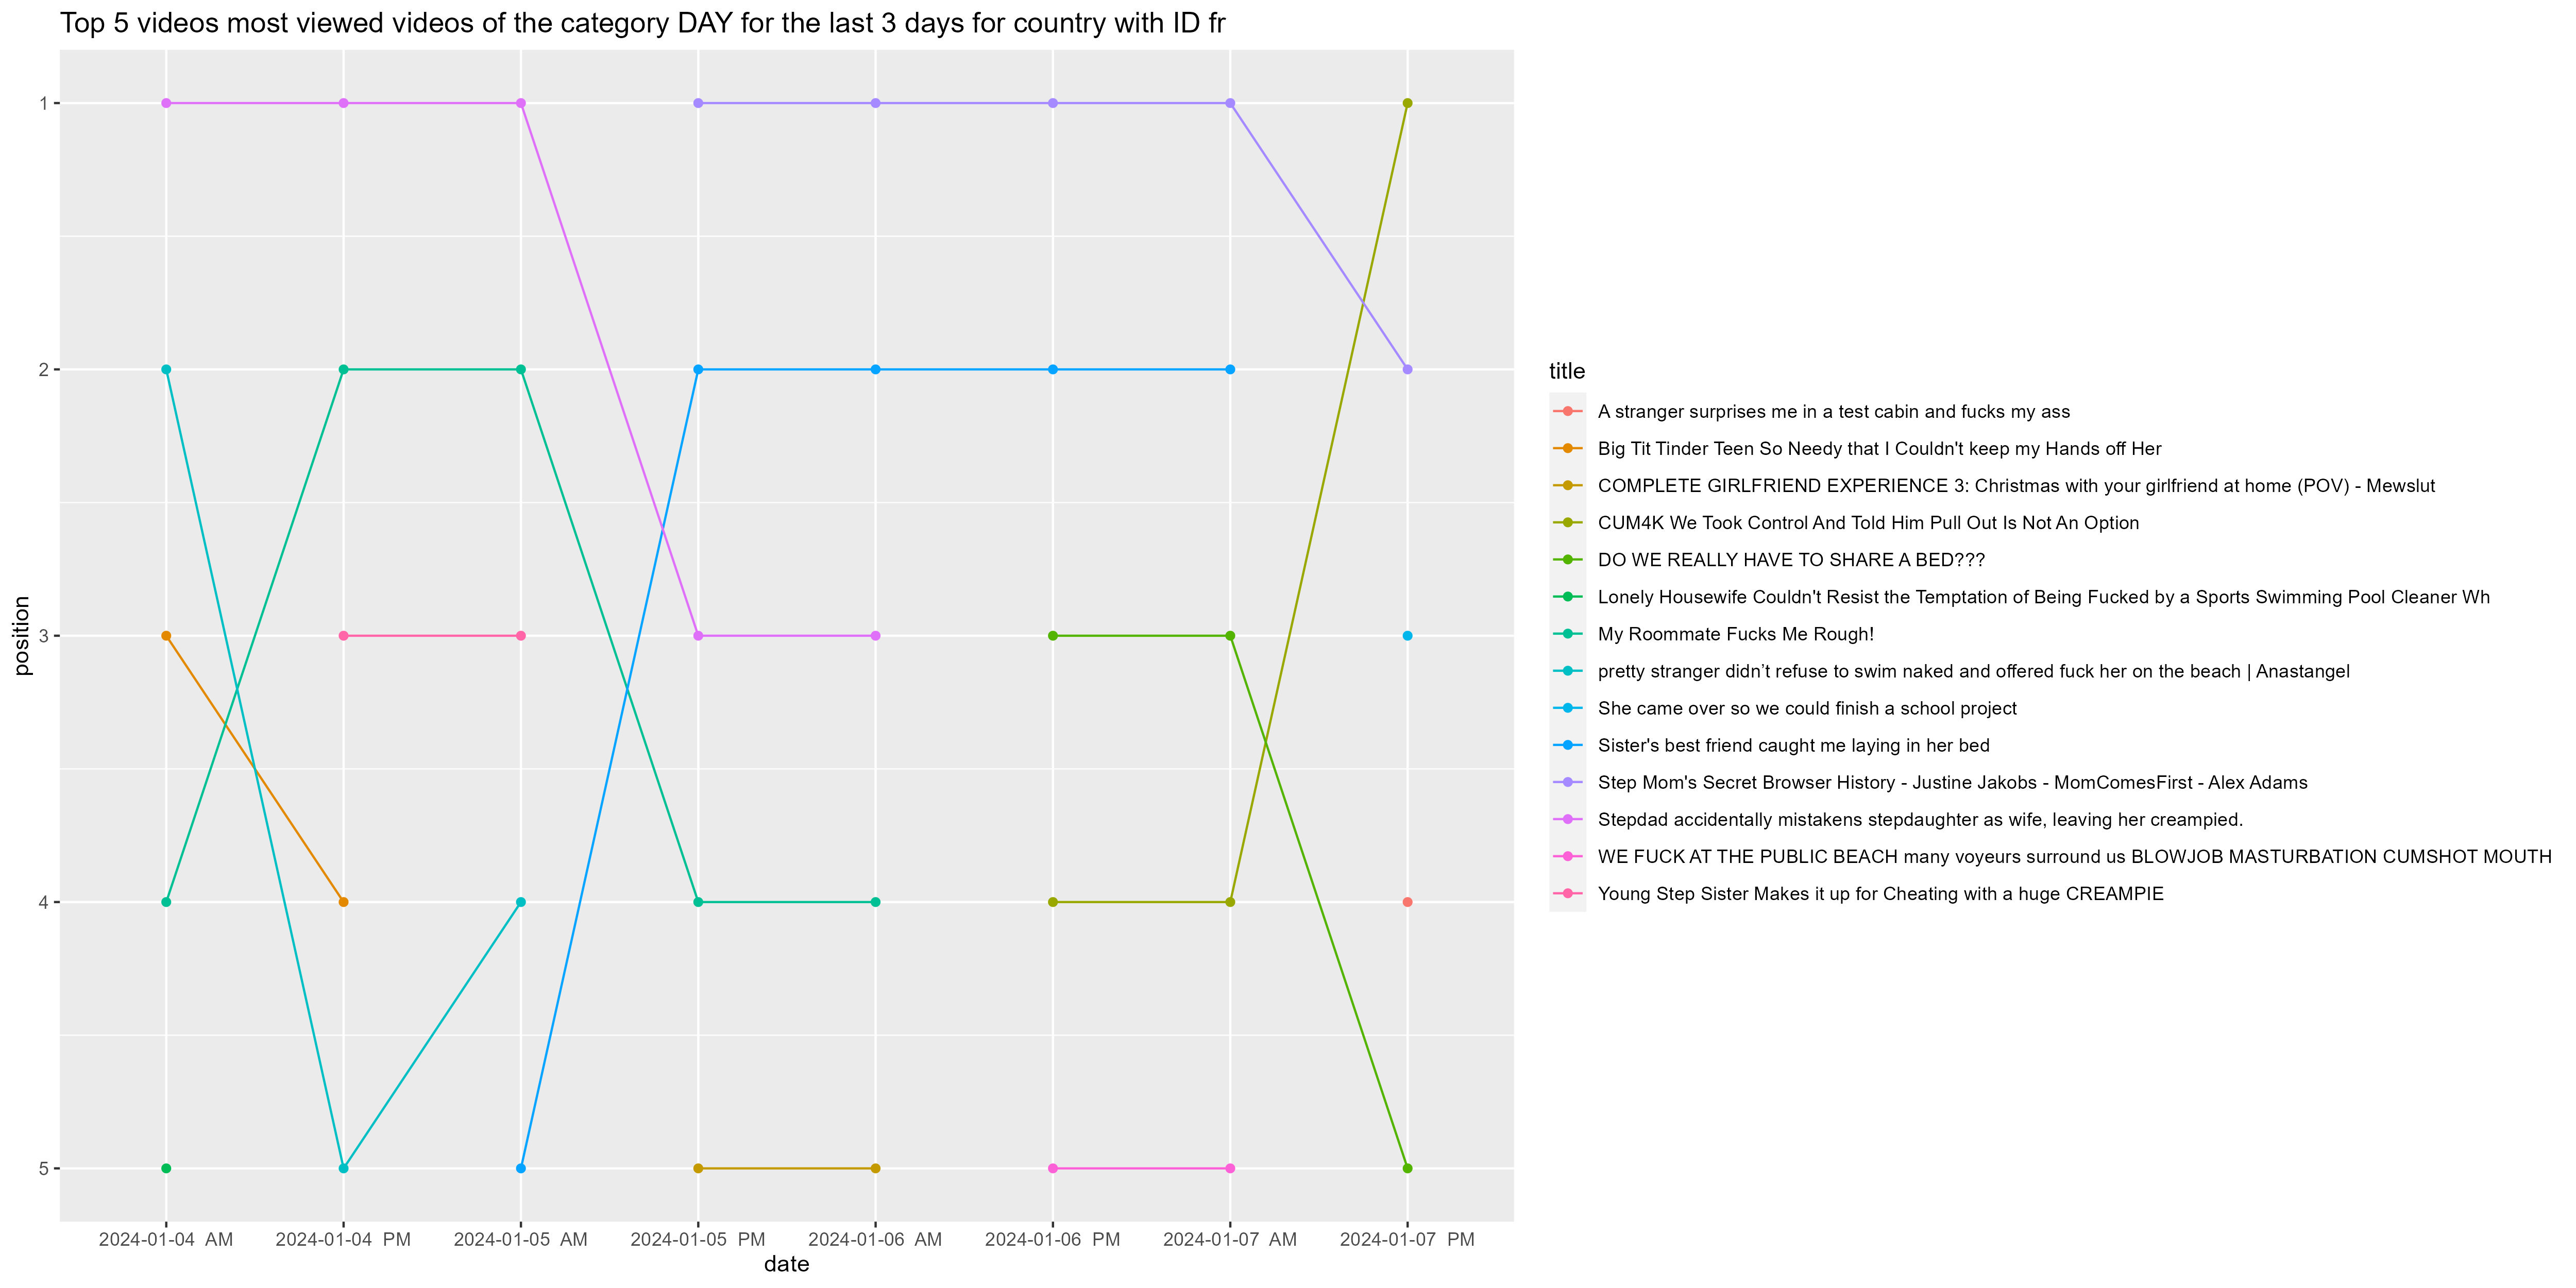 Top 5 videos most viewed videos of the category DAY for the last 3 days for country with ID fr
position
1
2
3
4
5
2024-01-04 AM
2024-01-04 PM
2024-01-05 AM
2024-01-05 PM
2024-01-06 AM
2024-01-06 PM
2024-01-07 AM
2024-01-07 PM
date
title
A stranger surprises me in a test cabin and fucks my ass
Big Tit Tinder Teen So Needy that I Couldn't keep my Hands off Her
COMPLETE GIRLFRIEND EXPERIENCE 3: Christmas with your girlfriend at home (POV) - Mewslut
CUM4K We Took Control And Told Him Pull Out Is Not An Option
DO WE REALLY HAVE TO SHARE A BED???
Lonely Housewife Couldn't Resist the Temptation of Being Fucked by a Sports Swimming Pool Cleaner Wh
My Roommate Fucks Me Rough!
pretty stranger didn’t refuse to swim naked and offered fuck her on the beach | Anastangel
She came over so we could finish a school project
Sister's best friend caught me laying in her bed
Step Mom's Secret Browser History - Justine Jakobs - MomComesFirst - Alex Adams
Stepdad accidentally mistakens stepdaughter as wife, leaving her creampied.
WE FUCK AT THE PUBLIC BEACH many voyeurs surround us BLOWJOB MASTURBATION CUMSHOT MOUTH
Young Step Sister Makes it up for Cheating with a huge CREAMPIE